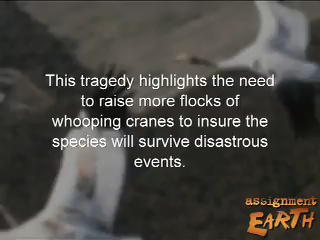 This tragedy highlights the need
to raise more flocks of
whooping cranes to insure the
species will survive disastrous
events.
assignment
EARTH